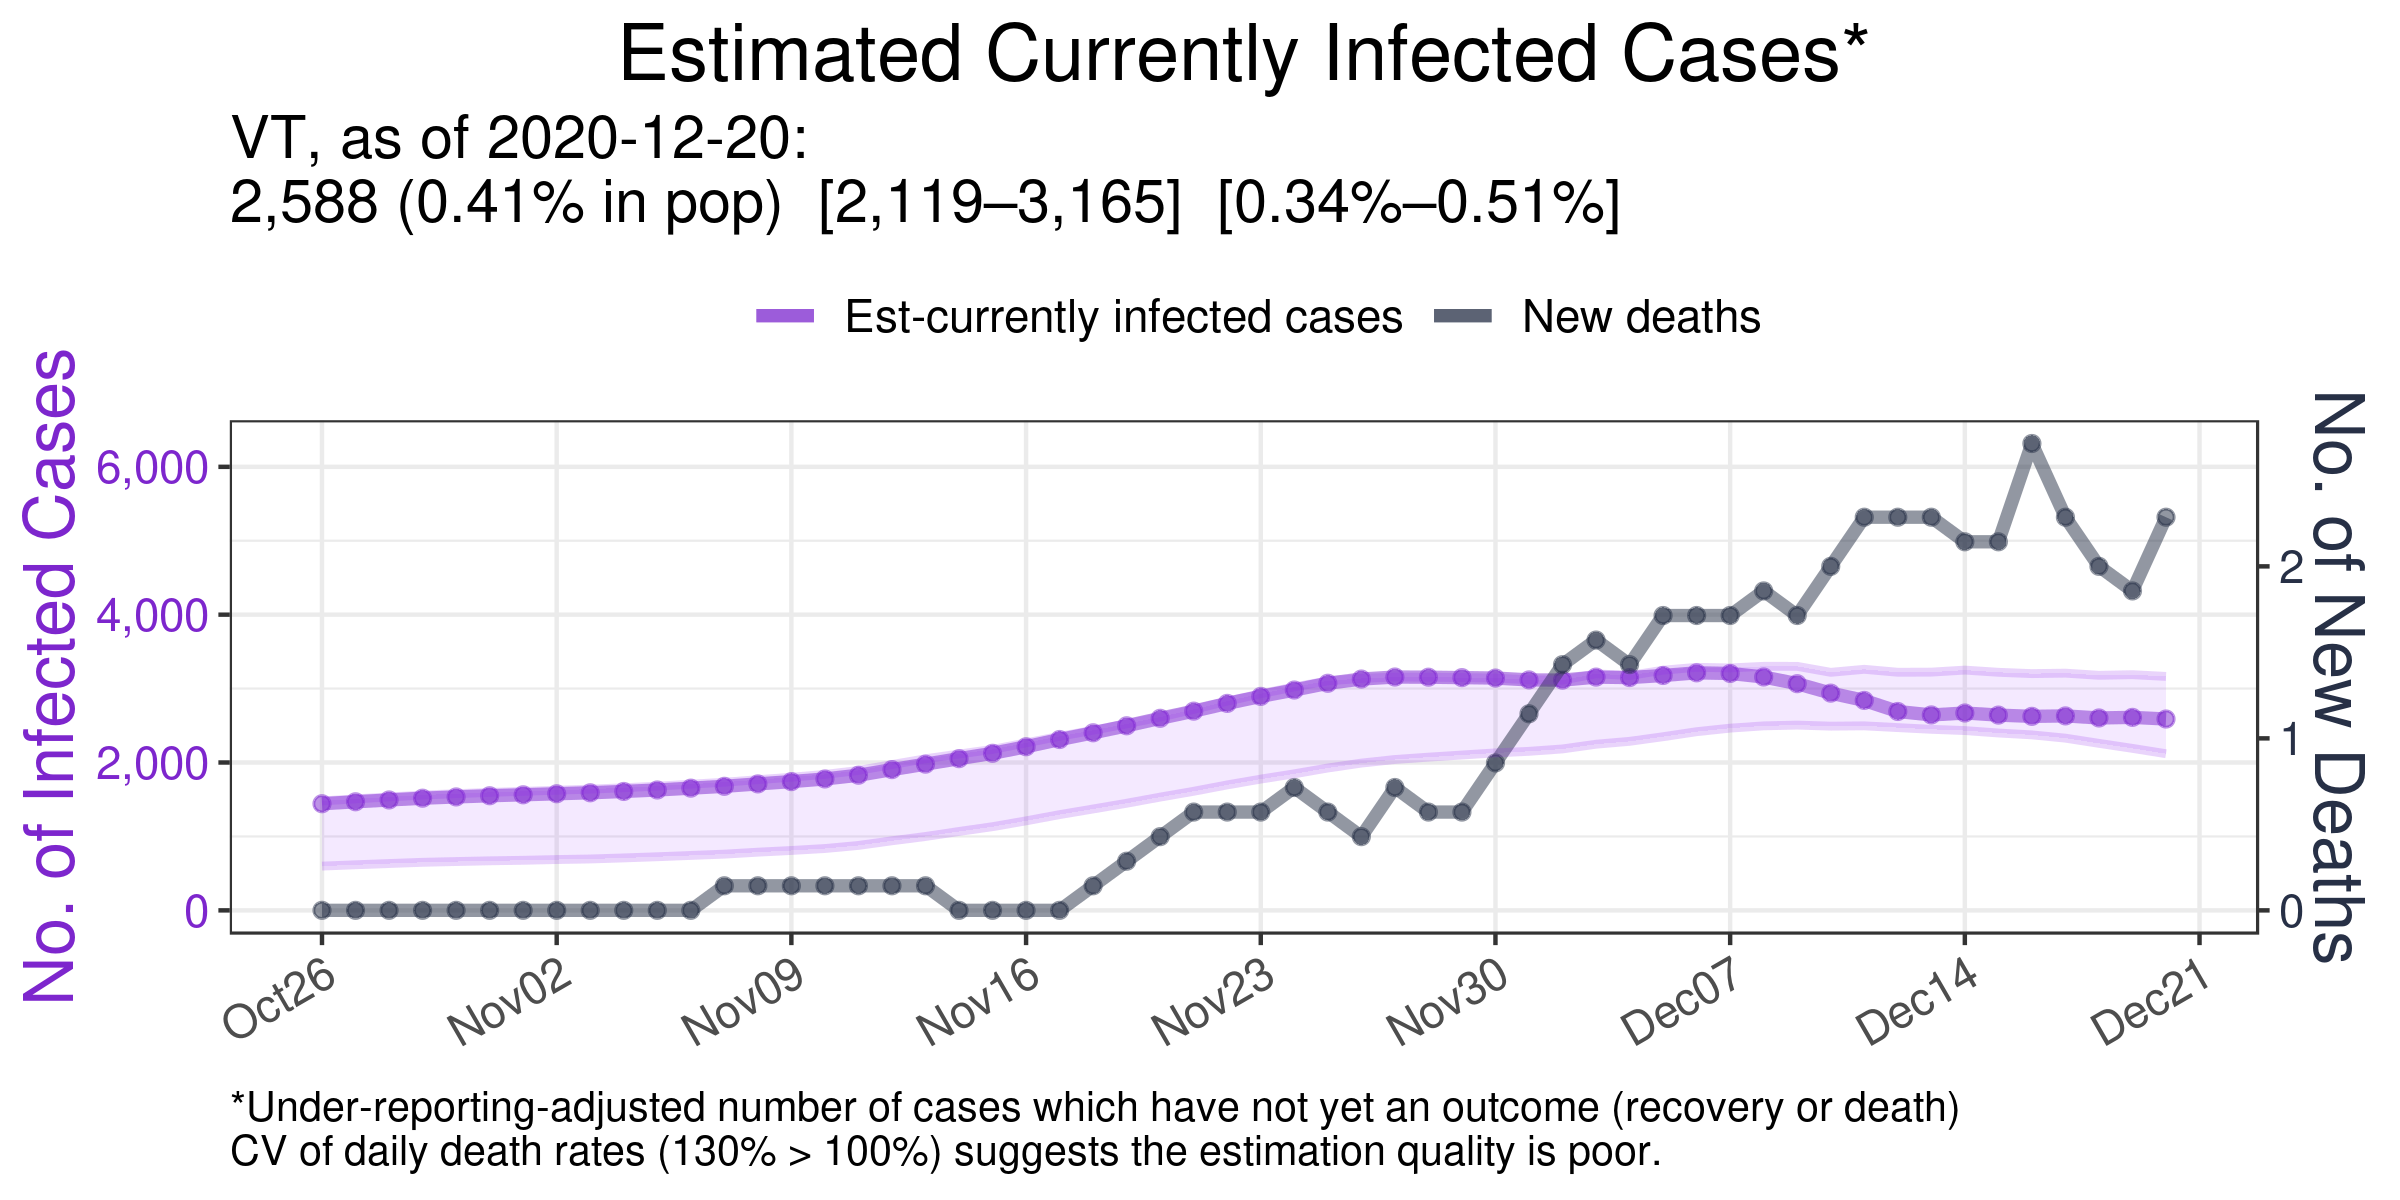 Estimated Currently Infected Cases*
VT, as of 2020-12-20:
2,588 (0.41% in pop)  [2,119–3,165]  [0.34%–0.51%]
Est-currently infected cases
New deaths
No. of Infected Cases
6,000
4,000
2,000
0
No. of New Deaths
2
1
0
Oct26
Nov02
Nov09
Nov16
Nov23
Nov30
Dec07
Dec14
Dec21
*Under-reporting-adjusted number of cases which have not yet an outcome (recovery or death)
CV of daily death rates (130% > 100%) suggests the estimation quality is poor.